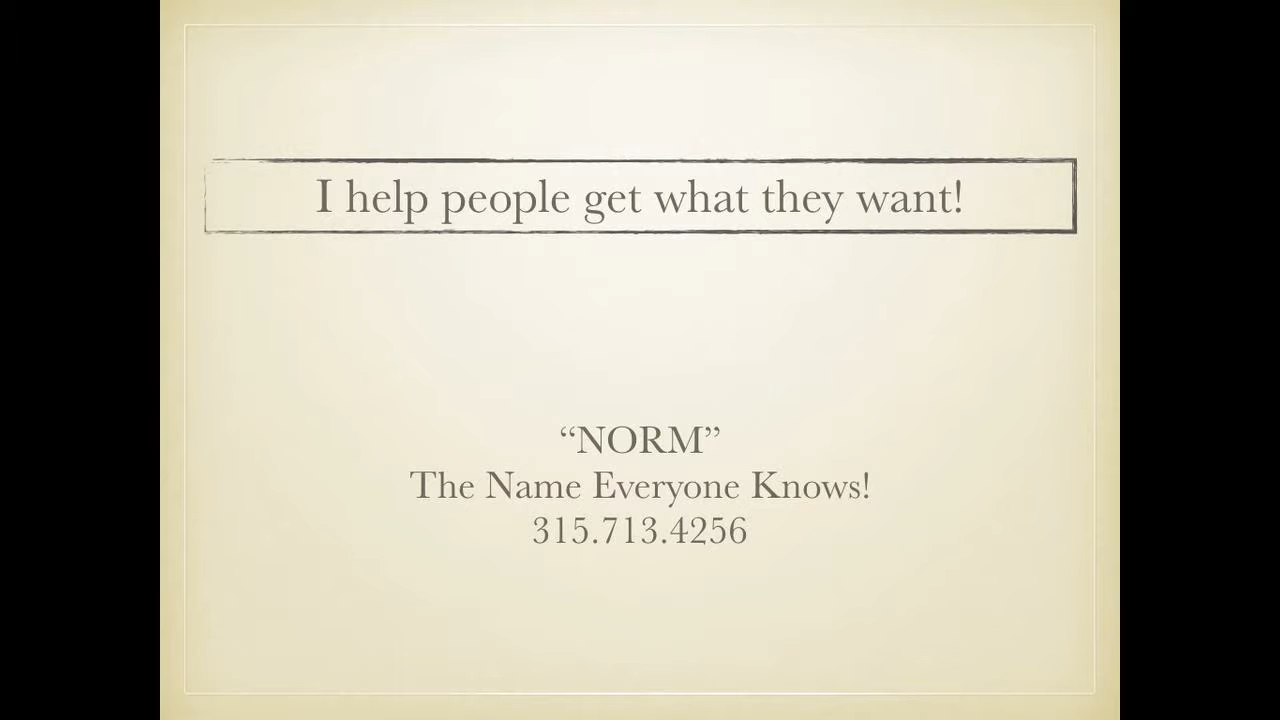 I help people get what they want!
“NORM”
The Name Everyone Knows!
315.713.4256